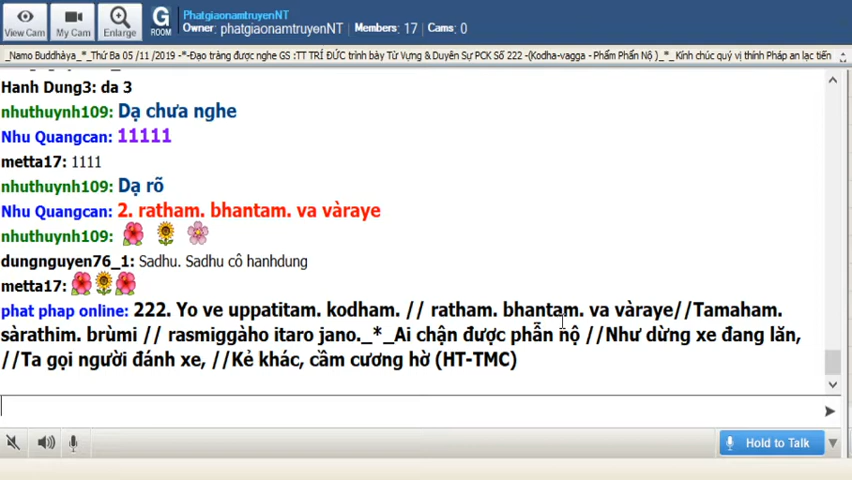 View Cam
My Cam
Enlarge
G
ROOM
PhatgiaonamtruyenNT
Owner: phatgiaonamtruyenNT | Members: 17 | Cams: 0
_Namo Buddhàya_*_Thứ Ba 05 /11 /2019 -*-Đạo tràng được nghe GS :TT TRÍ ĐỨC trình bày Từ Vựng & Duyên Sự PCK Số 222 -(Kodha-vagga - Phẩm Phẩn Nộ )_*_ Kính chúc quý vị thính Pháp an lạc tiến
Hanh Dung3: da 3
nhuthuynh109: Dạ chưa nghe
Nhu Quangcan: 11111
metta17: 1111
nhuthuynh109: Dạ rõ
Nhu Quangcan: 2. ratham. bhantam. va vàraye
nhuthuynh109:
dungnguyen76_1: Sadhu. Sadhu cô hanhdung
metta17:
phat phap online: 222. Yo ve uppatitam. kodham. // ratham. bhantam. va vàraye//Tamaham.
sàrathim. brùmi // rasmiggàho itaro jano._*_Ai chận được phẫn nộ //Như dừng xe đang lăn,
//Ta gọi người đánh xe, //Kẻ khác, cầm cương hờ (HT-TMC)
Hold to Talk